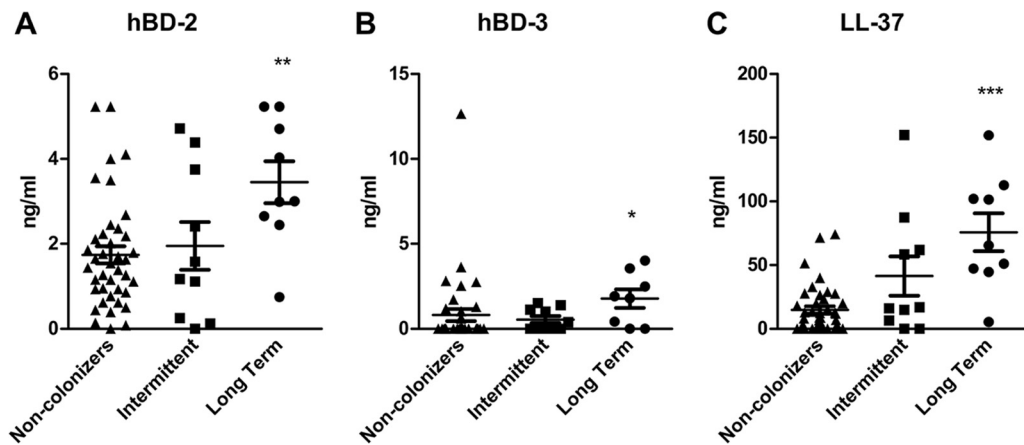 A
hBD-2
**
6
4
2
0
ng/ml
Non-colonizers
Intermittent
Long Term
B
hBD-3
*
15
10
5
0
ng/ml
Non-colonizers
Intermittent
Long Term
C
LL-37
***
200
150
100
50
0
ng/ml
Non-colonizers
Intermittent
Long Term